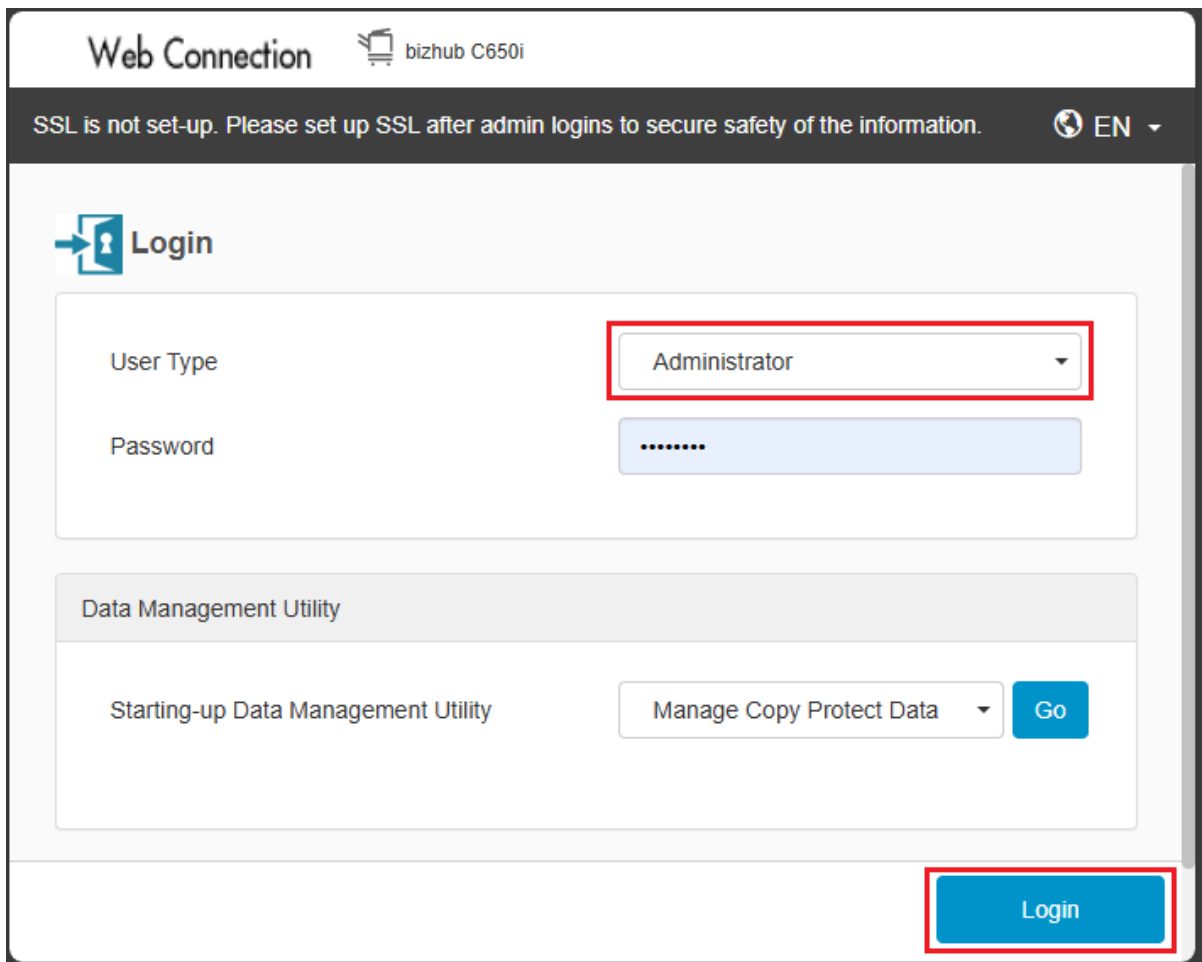 Web Connection bizhub C650i
SSL is not set-up. Please set up SSL after admin logins to secure safety of the information. EN
Login
User Type Administrator
Password ••••••••
Data Management Utility
Starting-up Data Management Utility Manage Copy Protect Data Go
Login